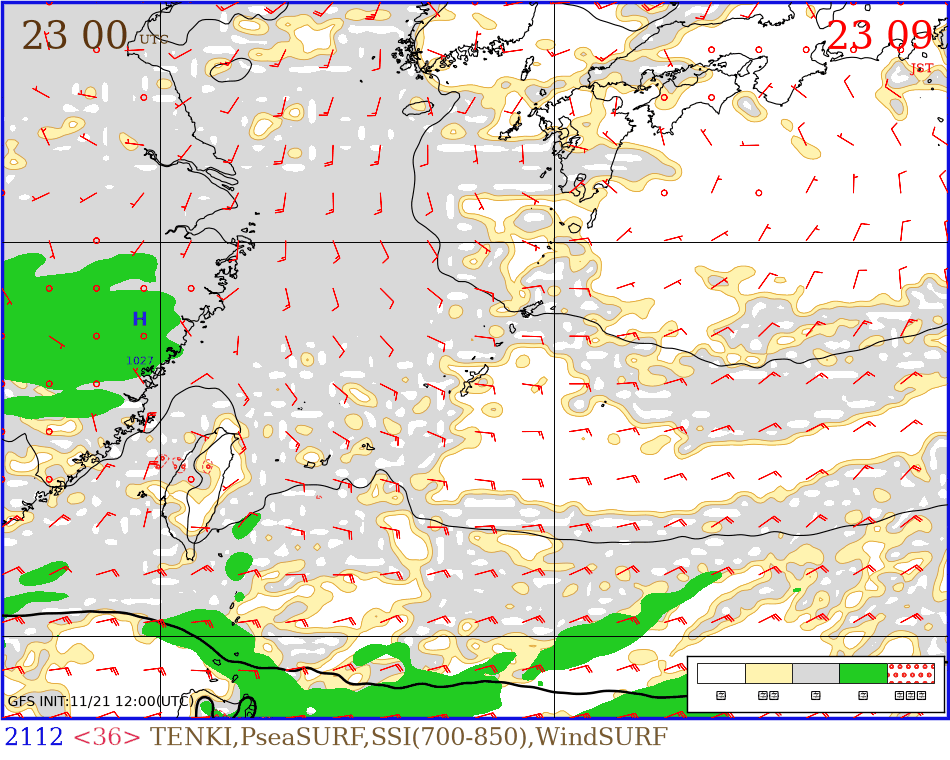 23 00 UTC
23 09
JST
H
1027
GFS INIT:11/21 12:00(UTC)
2112 <36> TENKI,PseaSURF,SSI(700-850),WindSURF